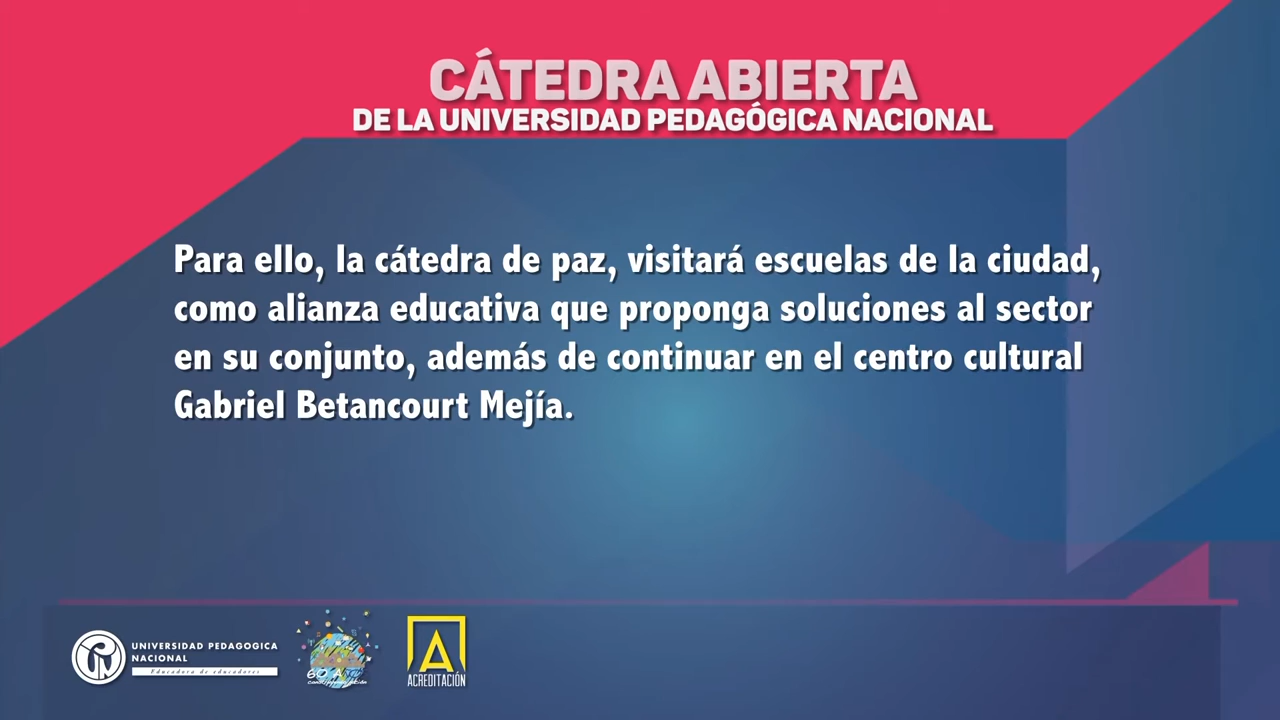 CÁTEDRA ABIERTA
DE LA UNIVERSIDAD PEDAGÓGICA NACIONAL
Para ello, la cátedra de paz, visitará escuelas de la ciudad,
como alianza educativa que proponga soluciones al sector
en su conjunto, además de continuar en el centro cultural
Gabriel Betancourt Mejía.
UNIVERSIDAD PEDAGOGICA
NACIONAL
Educadora de educadores
ACREDITACIÓN